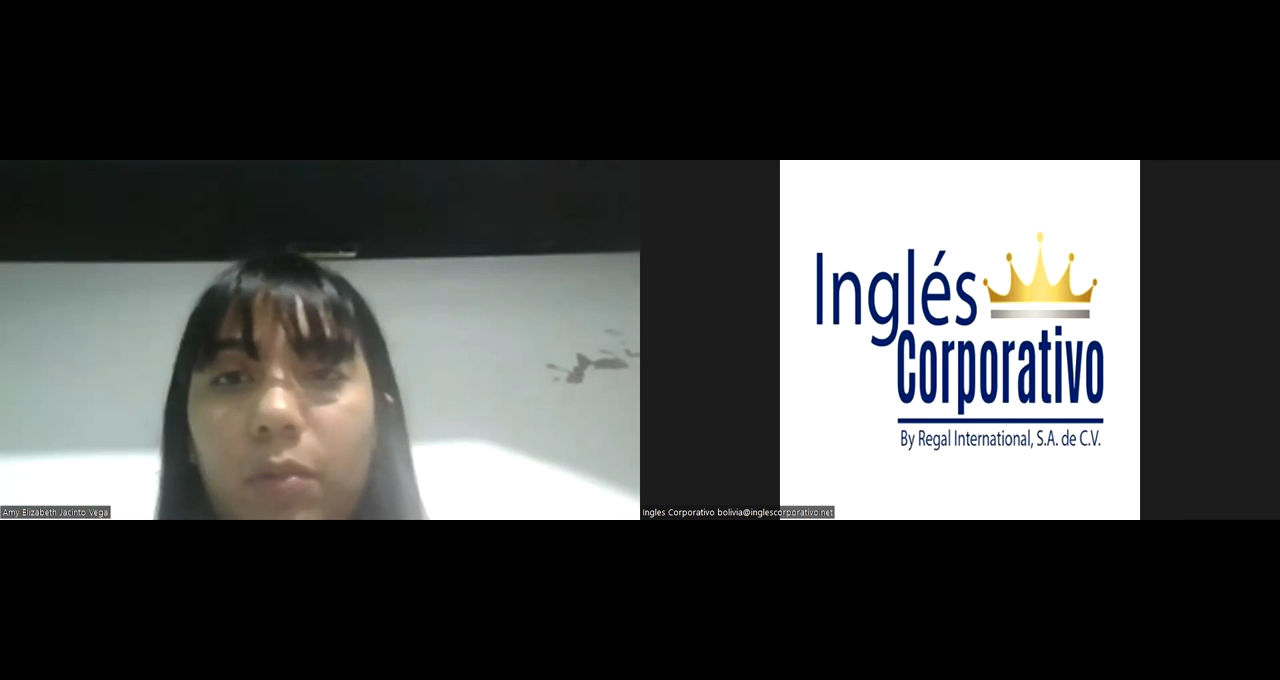 Inglés
Corporativo
By Regal International, S.A. de C.V.
Amy Elizabeth Jacinto Vega
Ingles Corporativo bolivia@inglescorporativo.net